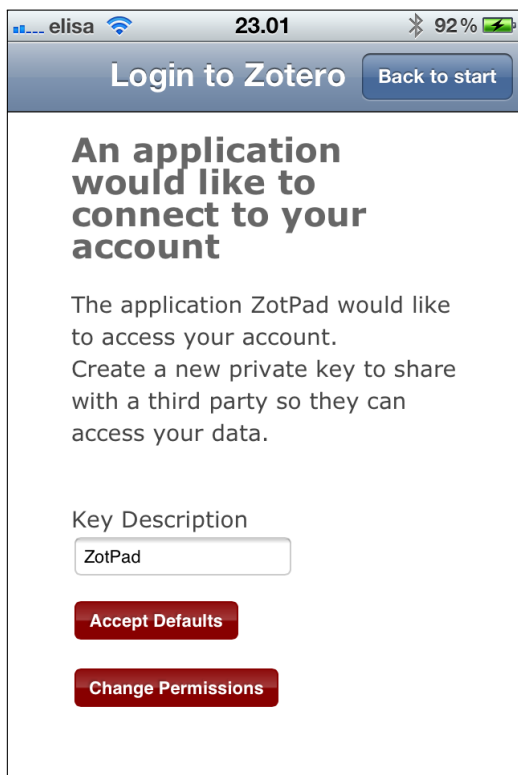 elisa 23.01 92%
Login to Zotero Back to start
An application
would like to
connect to your
account
The application ZotPad would like
to access your account.
Create a new private key to share
with a third party so they can
access your data.
Key Description
ZotPad
Accept Defaults
Change Permissions